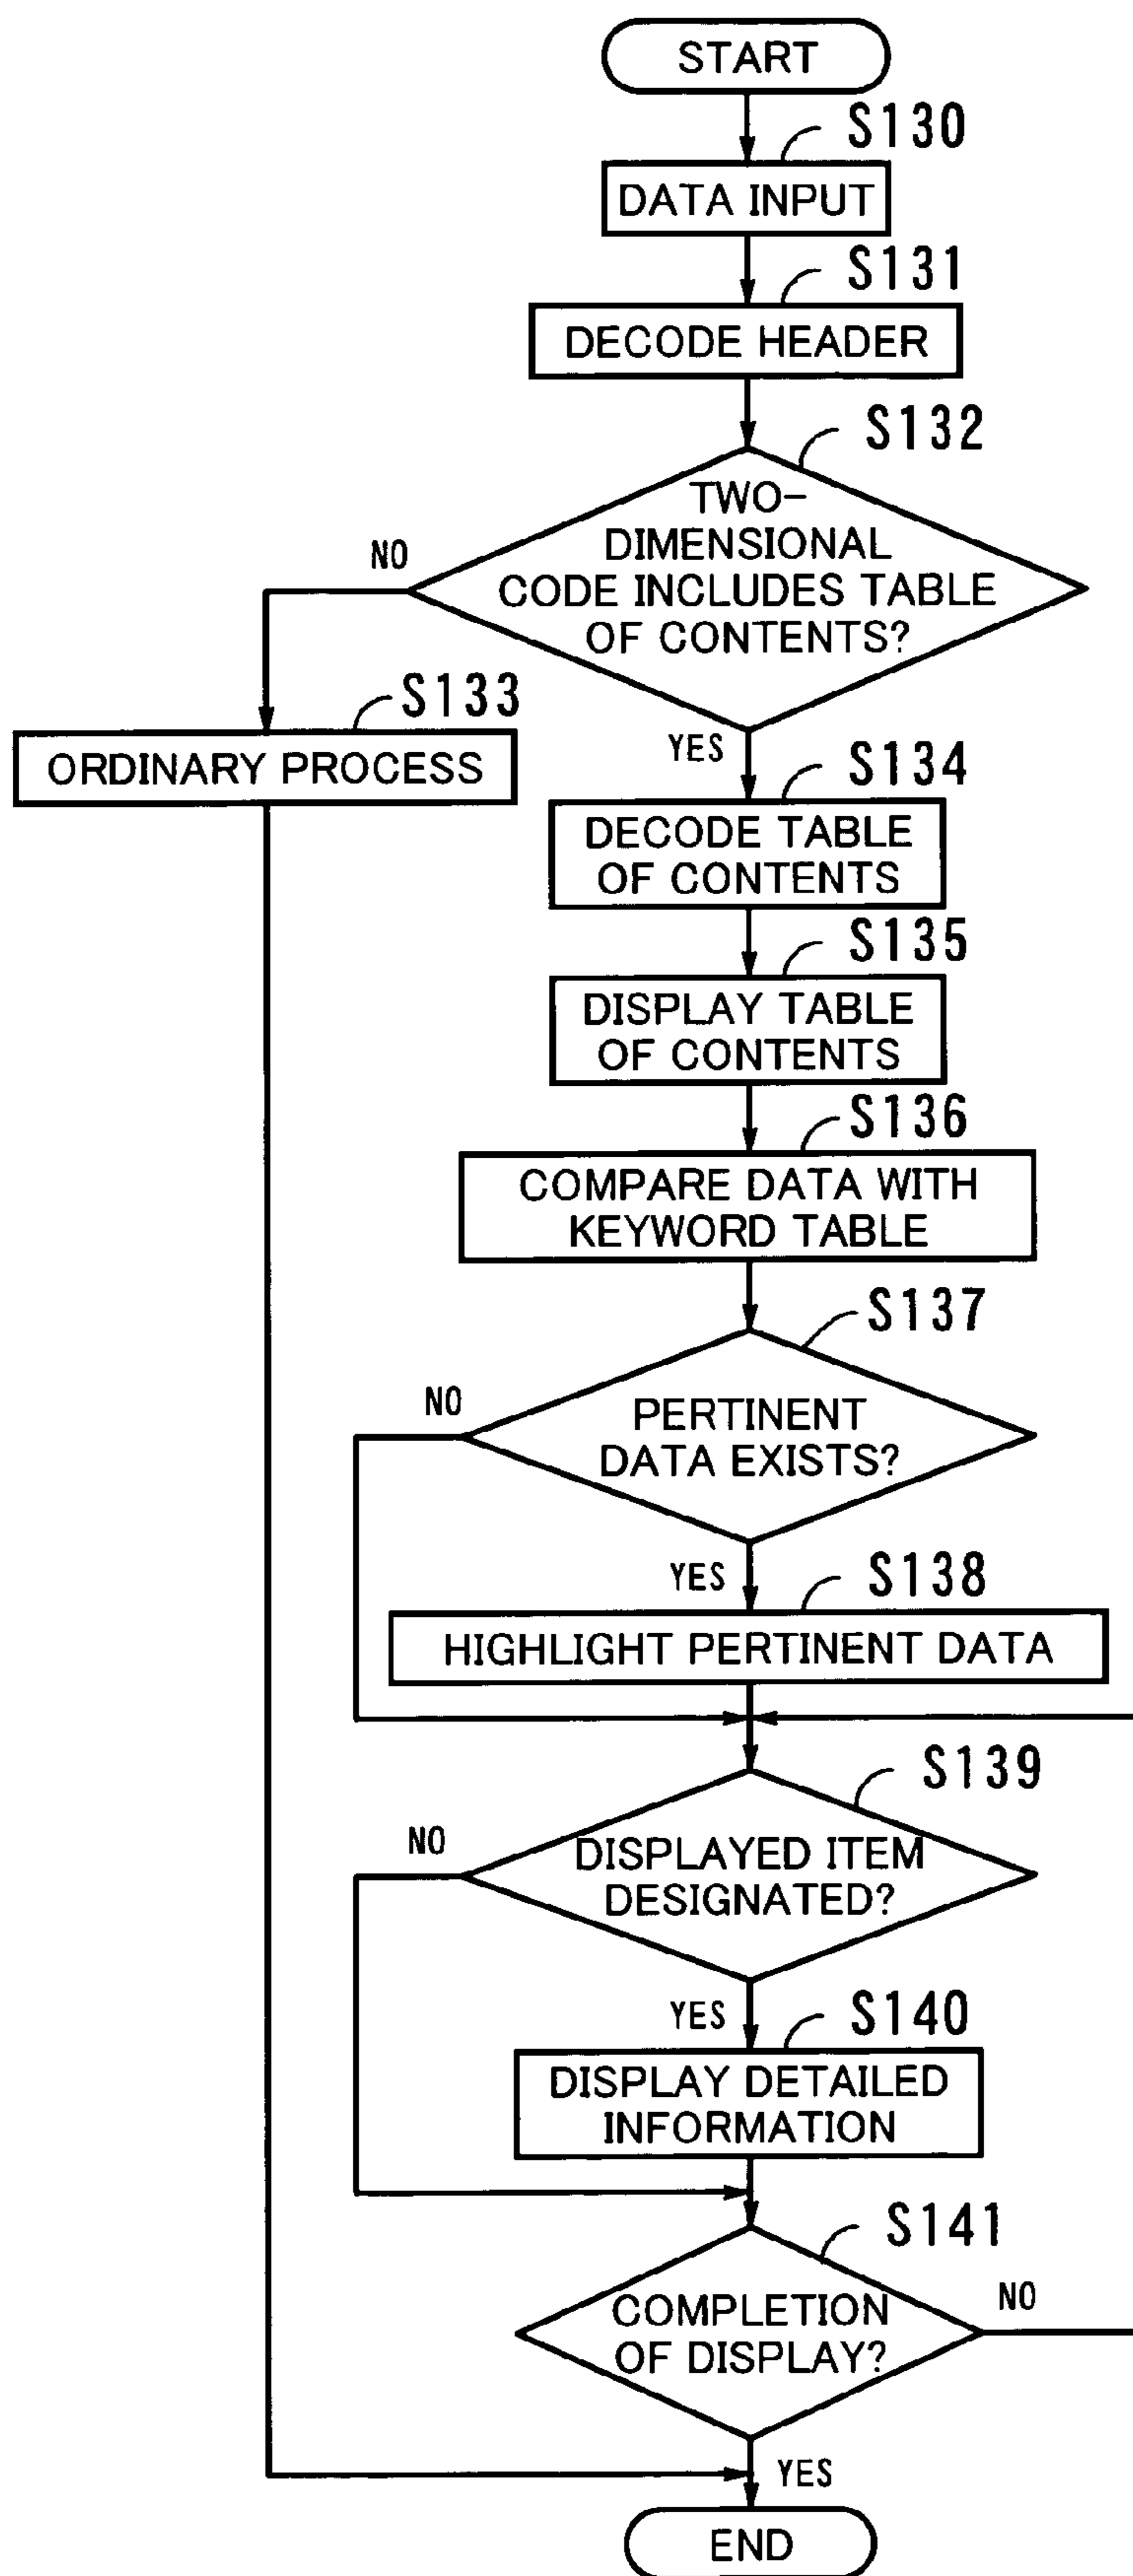 START
S130
DATA INPUT
S131
DECODE HEADER
S132
TWO-
DIMENSIONAL
CODE INCLUDES TABLE
OF CONTENTS?
NO
S133
ORDINARY PROCESS
YES
S134
DECODE TABLE
OF CONTENTS
S135
DISPLAY TABLE
OF CONTENTS
S136
COMPARE DATA WITH
KEYWORD TABLE
S137
NO
PERTINENT
DATA EXISTS?
YES
S138
HIGHLIGHT PERTINENT DATA
S139
NO
DISPLAYED ITEM
DESIGNATED?
YES
S140
DISPLAY DETAILED
INFORMATION
S141
COMPLETION
OF DISPLAY?
NO
YES
END